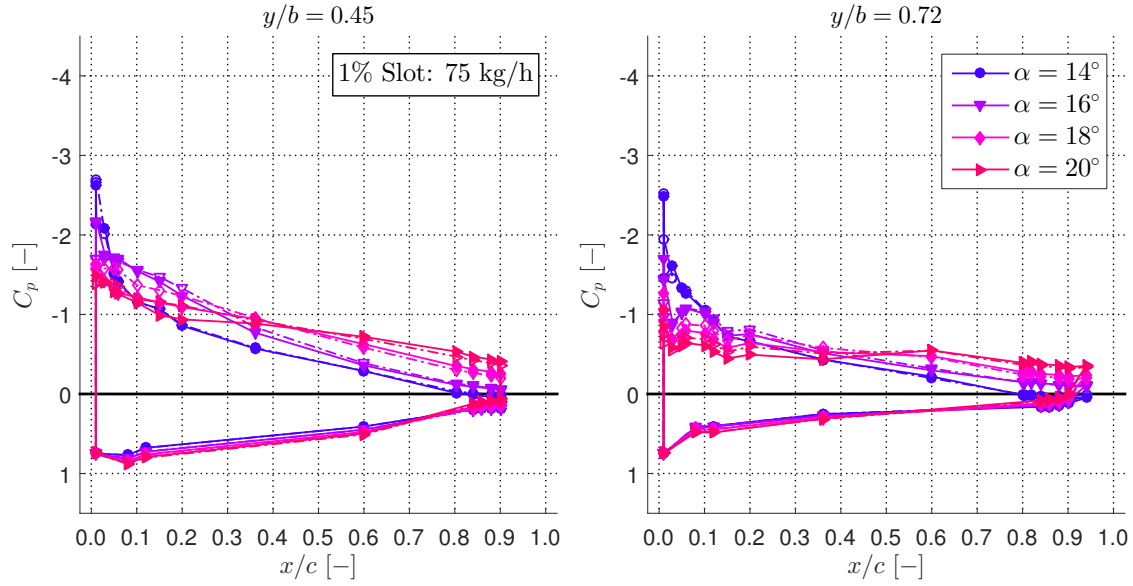 y/b = 0.45
1% Slot: 75 kg/h
-4
-3
-2
-1
0
1
C_p [−]
0.0 0.1 0.2 0.3 0.4 0.5 0.6 0.7 0.8 0.9 1.0
x/c [−]
y/b = 0.72
α = 14°
α = 16°
α = 18°
α = 20°
-4
-3
-2
-1
0
1
C_p [−]
0.0 0.1 0.2 0.3 0.4 0.5 0.6 0.7 0.8 0.9 1.0
x/c [−]